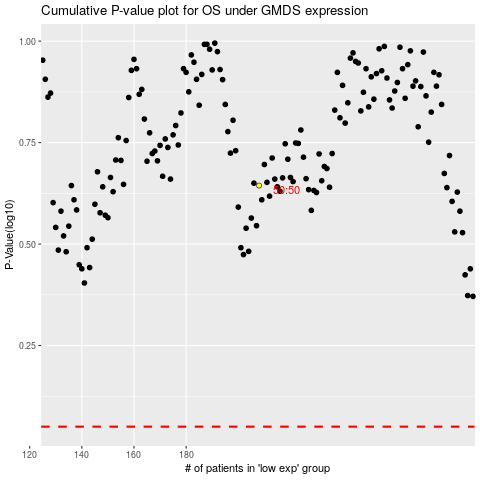 Cumulative P-value plot for OS under GMDS expression
P-Value(log10)
1.00
0.75
0.50
0.25
50:50
120 140 160 180
# of patients in 'low exp' group